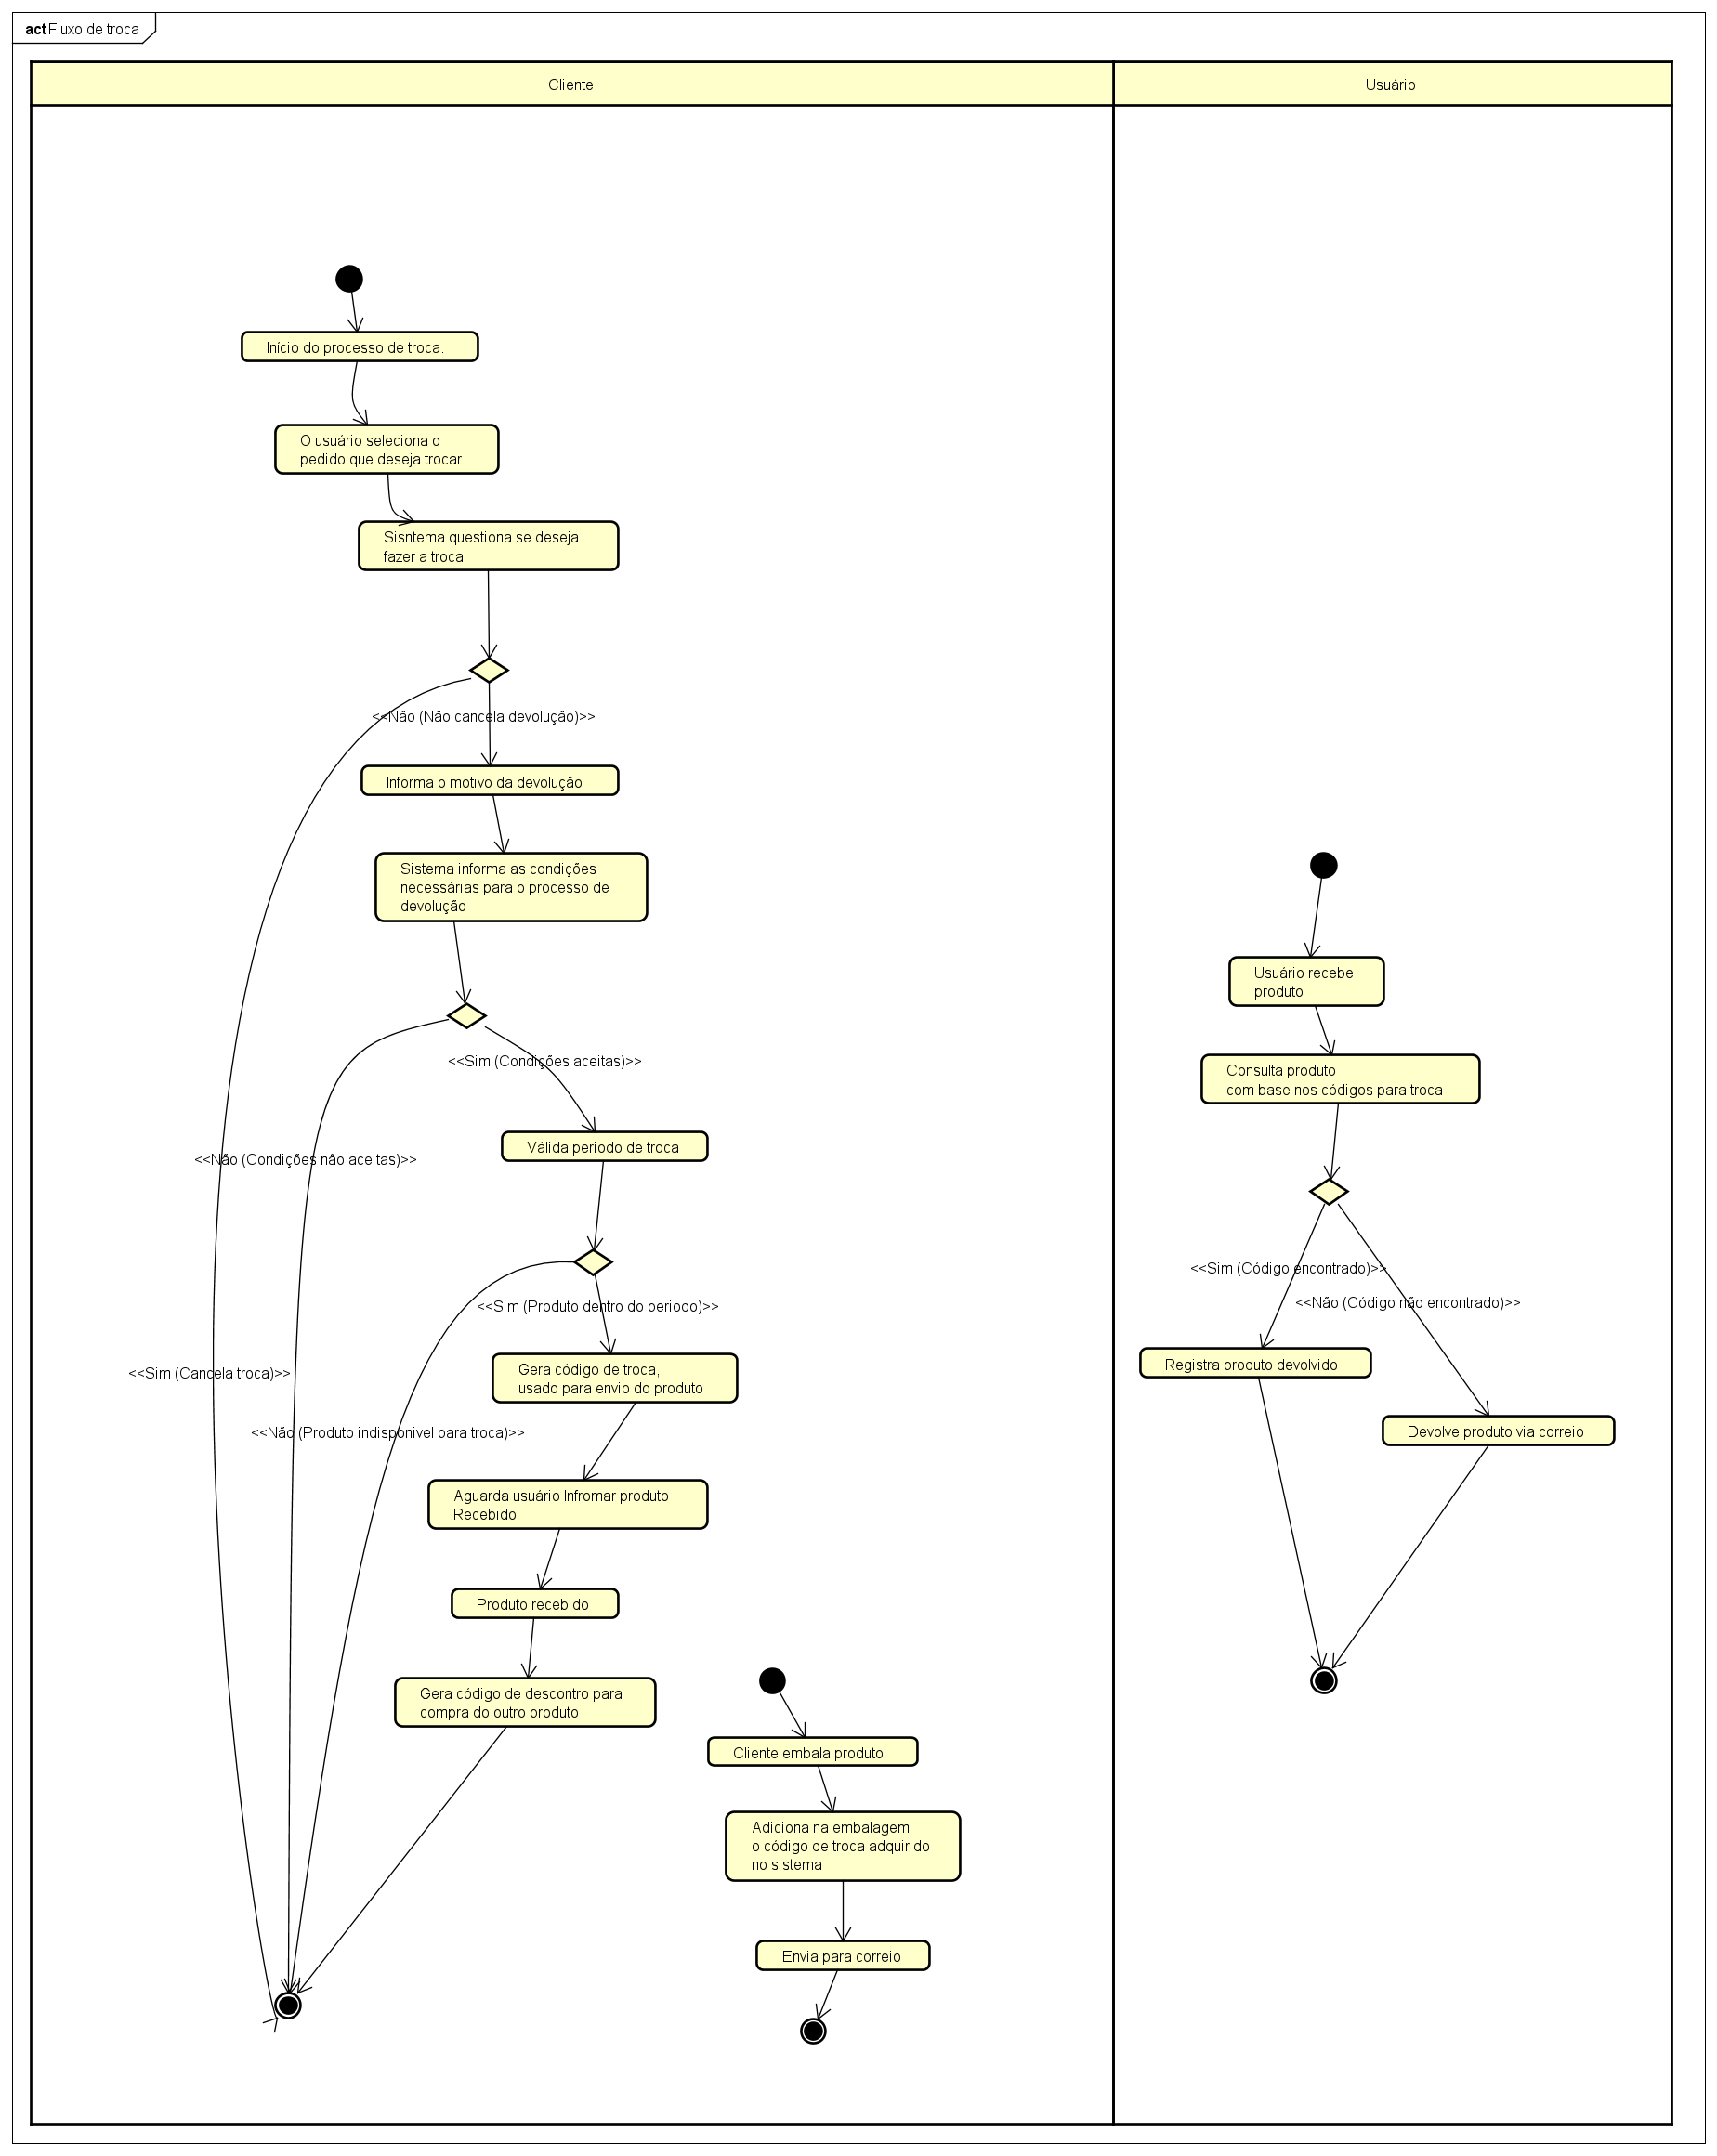 act Fluxo de troca
Cliente
Usuário
Início do processo de troca.
O usuário seleciona o
pedido que deseja trocar.
Sisntema questiona se deseja
fazer a troca
<<Não (Não cancela devolução)>>
Informa o motivo da devolução
Sistema informa as condições
necessárias para o processo de
devolução
<<Sim (Condições aceitas)>>
Válida periodo de troca
<<Não (Condições não aceitas)>>
<<Sim (Produto dentro do periodo)>>
Gera código de troca,
usado para envio do produto
<<Sim (Cancela troca)>>
<<Não (Produto indisponivel para troca)>>
Aguarda usuário Infromar produto
Recebido
Produto recebido
Gera código de descontro para
compra do outro produto
Cliente embala produto
Adiciona na embalagem
o código de troca adquirido
no sistema
Envia para correio
Usuário recebe
produto
Consulta produto
com base nos códigos para troca
<<Sim (Código encontrado)>>
<<Não (Código não encontrado)>>
Registra produto devolvido
Devolve produto via correio